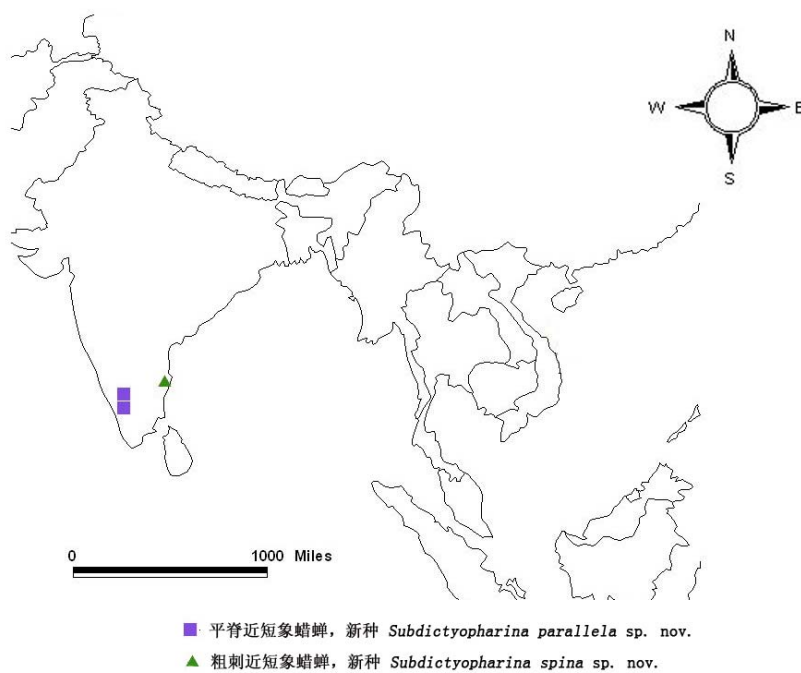 N
W E
S
0 1000 Miles
平脊近短象蜡蝉，新种 Subdictyopharina parallela sp. nov.
粗刺近短象蜡蝉，新种 Subdictyopharina spina sp. nov.